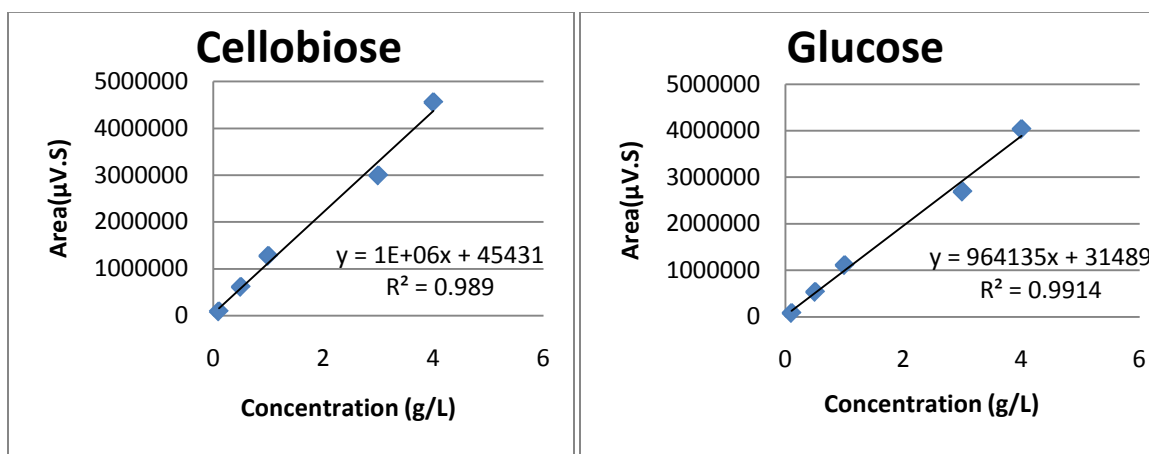 Cellobiose
5000000
4000000
3000000
2000000
1000000
0
Area(µV.S)
y = 1E+06x + 45431
R² = 0.989
0 2 4 6
Concentration (g/L)
Glucose
5000000
4000000
3000000
2000000
1000000
0
Area(µV.S)
y = 964135x + 31489
R² = 0.9914
0 2 4 6
Concentration (g/L)